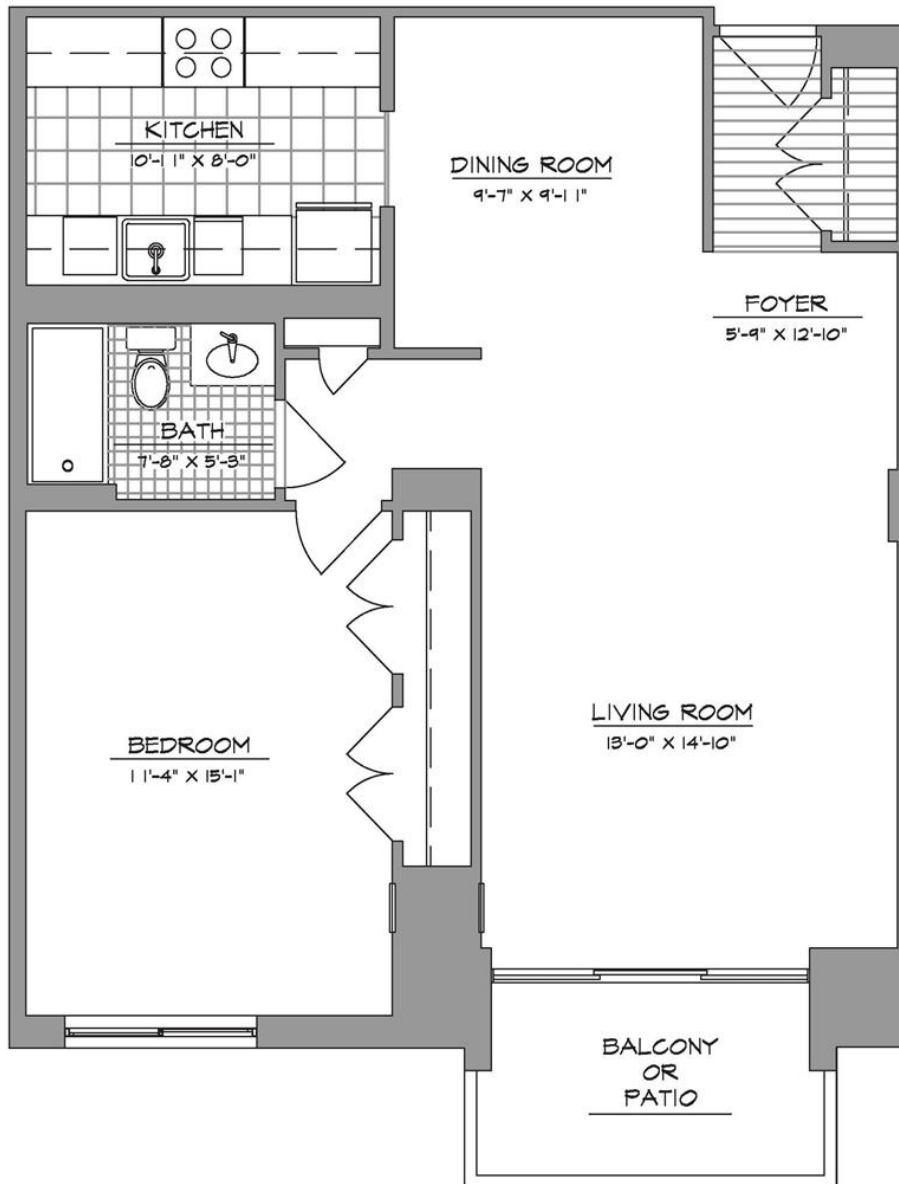 KITCHEN
10'-11" X 8'-0"
DINING ROOM
9'-7" X 9'-11"
FOYER
5'-9" X 12'-10"
BATH
7'-8" X 5'-3"
LIVING ROOM
13'-0" X 14'-10"
BEDROOM
11'-4" X 15'-1"
BALCONY
OR
PATIO